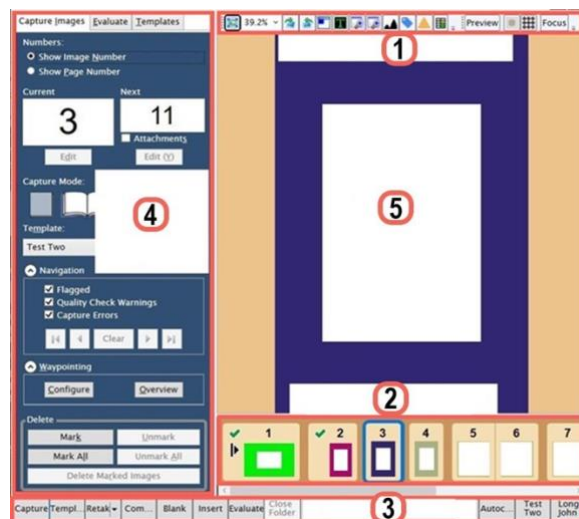 Capture Images Evaluate Templates
39.2% Preview Focus
1
Numbers:
Show Image Number
Show Page Number
Current Next
3 11
Attachments
Edit Edit (Y)
Capture Mode:
4
5
Template:
Test Two
Navigation
Flagged
Quality Check Warnings
Capture Errors
Clear
Waypointing
Configure Overview
2
Delete
Mark Unmark
Mark All Unmark All
Delete Marked Images
1 2 3 4 5 6 7
Capture Templ... Retak Com... Blank Insert Evaluate Close Folder 3 Autoc... Test Two Long John